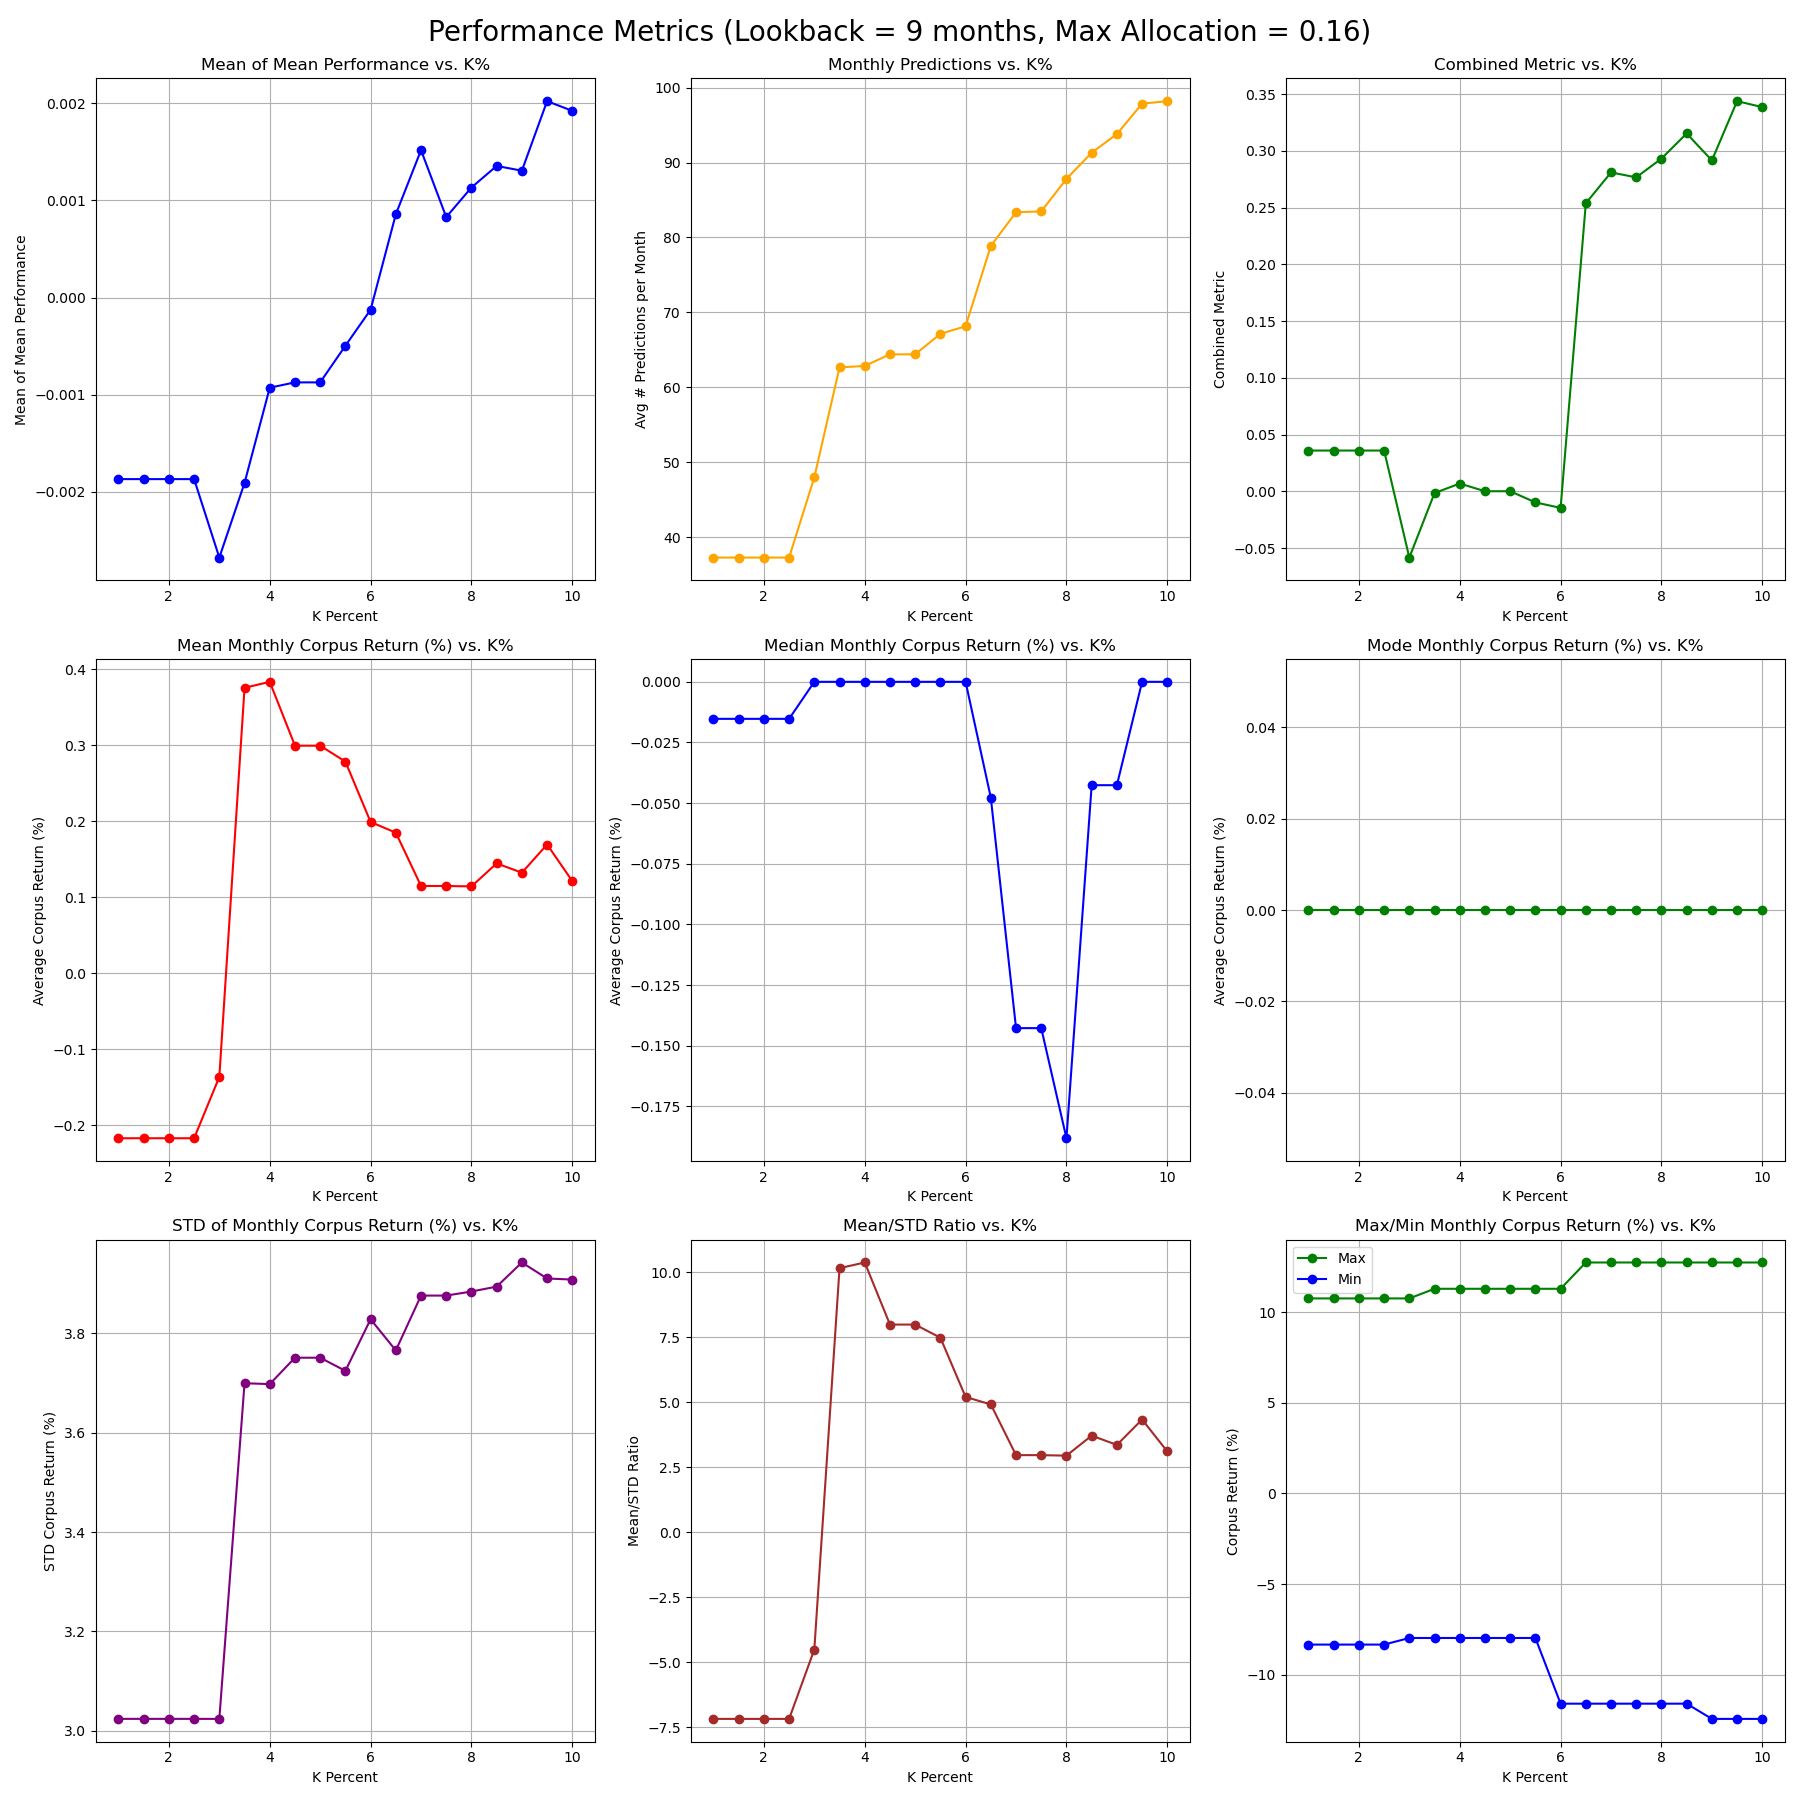 Performance Metrics (Lookback = 9 months, Max Allocation = 0.16)
Mean of Mean Performance vs. K%
Mean of Mean Performance
0.002
0.001
0.000
−0.001
−0.002
2 4 6 8 10
K Percent
Monthly Predictions vs. K%
Avg # Predictions per Month
100
90
80
70
60
50
40
2 4 6 8 10
K Percent
Combined Metric vs. K%
Combined Metric
0.35
0.30
0.25
0.20
0.15
0.10
0.05
0.00
−0.05
2 4 6 8 10
K Percent
Mean Monthly Corpus Return (%) vs. K%
Average Corpus Return (%)
0.4
0.3
0.2
0.1
0.0
−0.1
−0.2
2 4 6 8 10
K Percent
Median Monthly Corpus Return (%) vs. K%
Average Corpus Return (%)
0.000
−0.025
−0.050
−0.075
−0.100
−0.125
−0.150
−0.175
2 4 6 8 10
K Percent
Mode Monthly Corpus Return (%) vs. K%
Average Corpus Return (%)
0.04
0.02
0.00
−0.02
−0.04
2 4 6 8 10
K Percent
STD of Monthly Corpus Return (%) vs. K%
STD Corpus Return (%)
3.8
3.6
3.4
3.2
3.0
2 4 6 8 10
K Percent
Mean/STD Ratio vs. K%
Mean/STD Ratio
10.0
7.5
5.0
2.5
0.0
−2.5
−5.0
−7.5
2 4 6 8 10
K Percent
Max/Min Monthly Corpus Return (%) vs. K%
Max
Min
Corpus Return (%)
10
5
0
−5
−10
2 4 6 8 10
K Percent